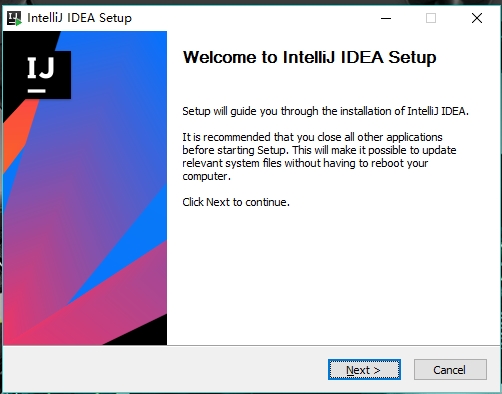 IntelliJ IDEA Setup
IJ
Welcome to IntelliJ IDEA Setup
Setup will guide you through the installation of IntelliJ IDEA.
It is recommended that you close all other applications
before starting Setup. This will make it possible to update
relevant system files without having to reboot your
computer.
Click Next to continue.
Next >
Cancel